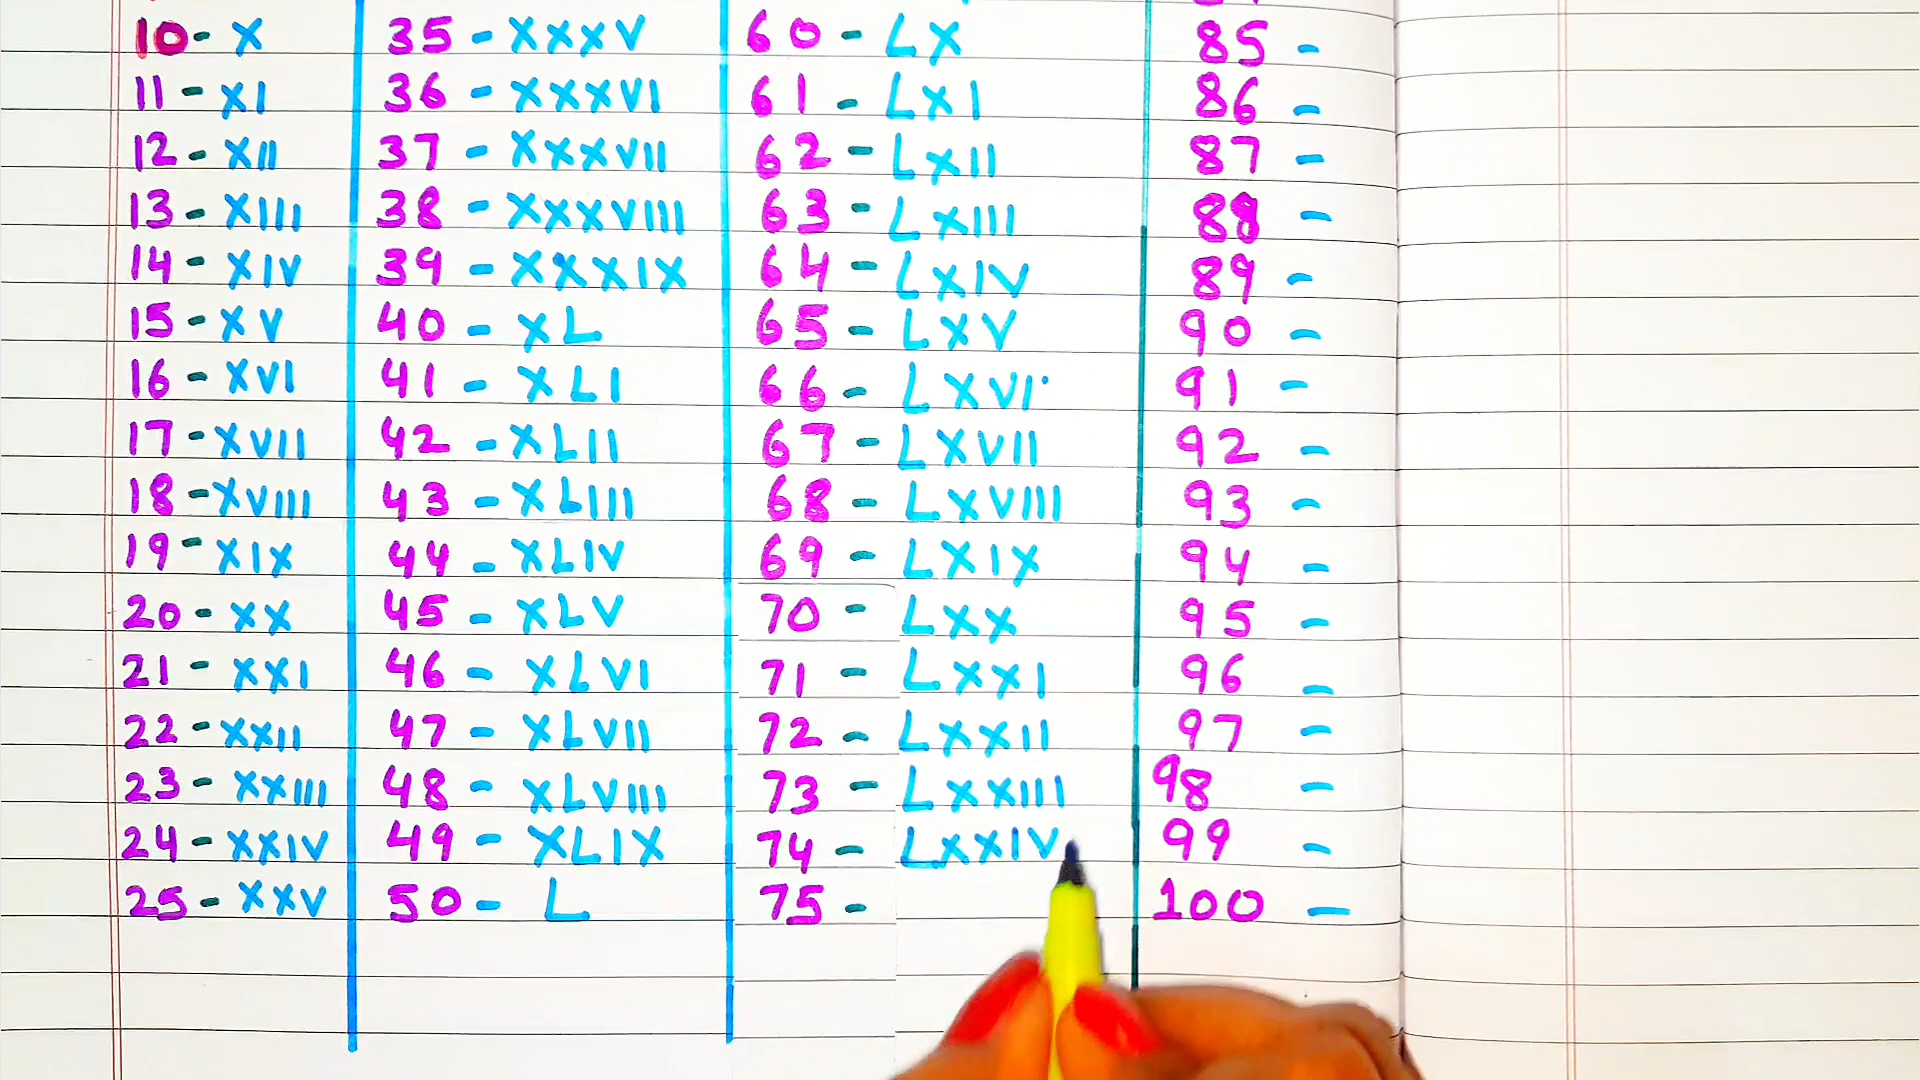 10 - X
11 - XI
12 - XII
13 - XIII
14 - XIV
15 - XV
16 - XVI
17 - XVII
18 - XVIII
19 - XIX
20 - XX
21 - XXI
22 - XXII
23 - XXIII
24 - XXIV
25 - XXV
35 - XXXV
36 - XXXVI
37 - XXXVII
38 - XXXVIII
39 - XXXIX
40 - XL
41 - XLI
42 - XLII
43 - XLIII
44 - XLIV
45 - XLV
46 - XLVI
47 - XLVII
48 - XLVIII
49 - XLIX
50 - L
60 - LX
61 - LXI
62 - LXII
63 - LXIII
64 - LXIV
65 - LXV
66 - LXVI
67 - LXVII
68 - LXVIII
69 - LXIX
70 - LXX
71 - LXXI
72 - LXXII
73 - LXXIII
74 - LXXIV
75 -
85 -
86 -
87 -
88 -
89 -
90 -
91 -
92 -
93 -
94 -
95 -
96 -
97 -
98 -
99 -
100 -